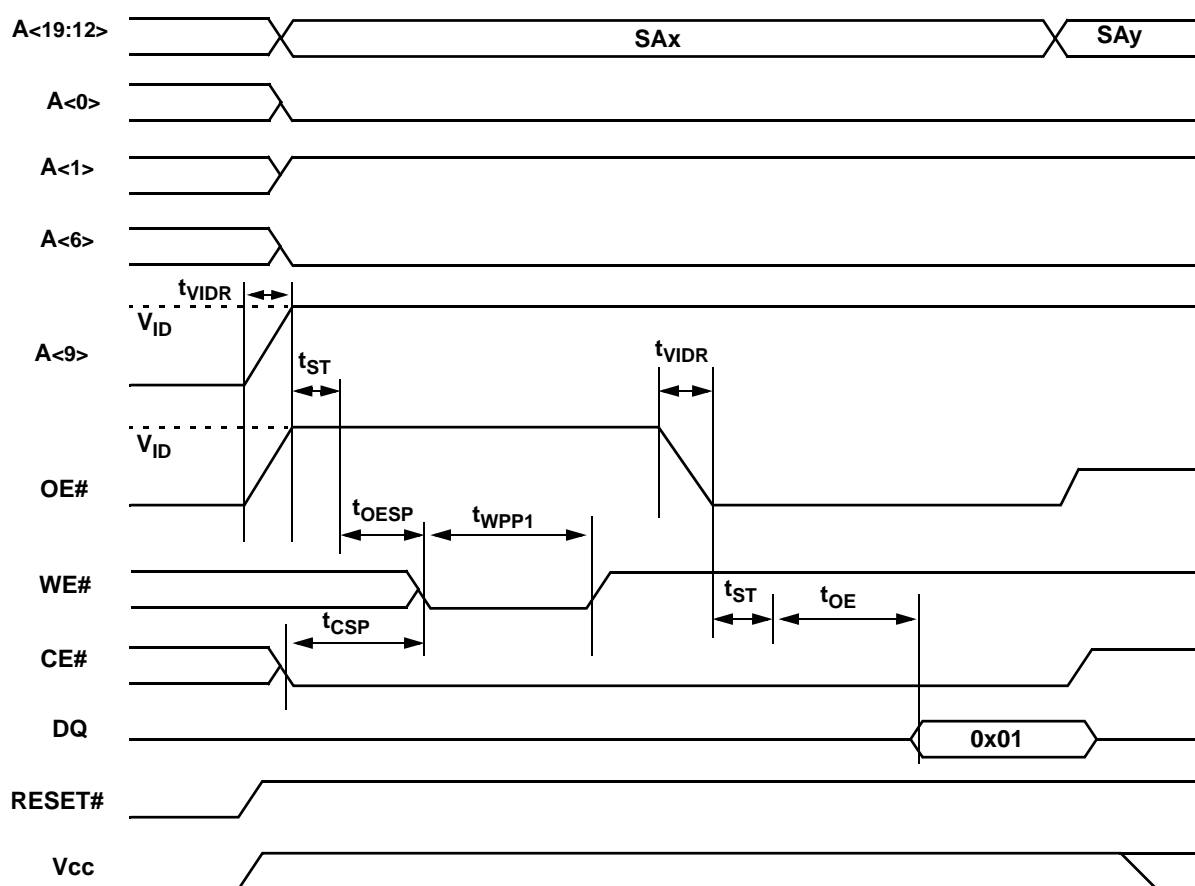 A<19:12>
SAx
SAy
A<0>
A<1>
A<6>
tVIDR
VID
A<9>
tST
tVIDR
VID
OE#
tOESP
tWPP1
WE#
tST
tOE
tCSP
CE#
DQ
0x01
RESET#
Vcc